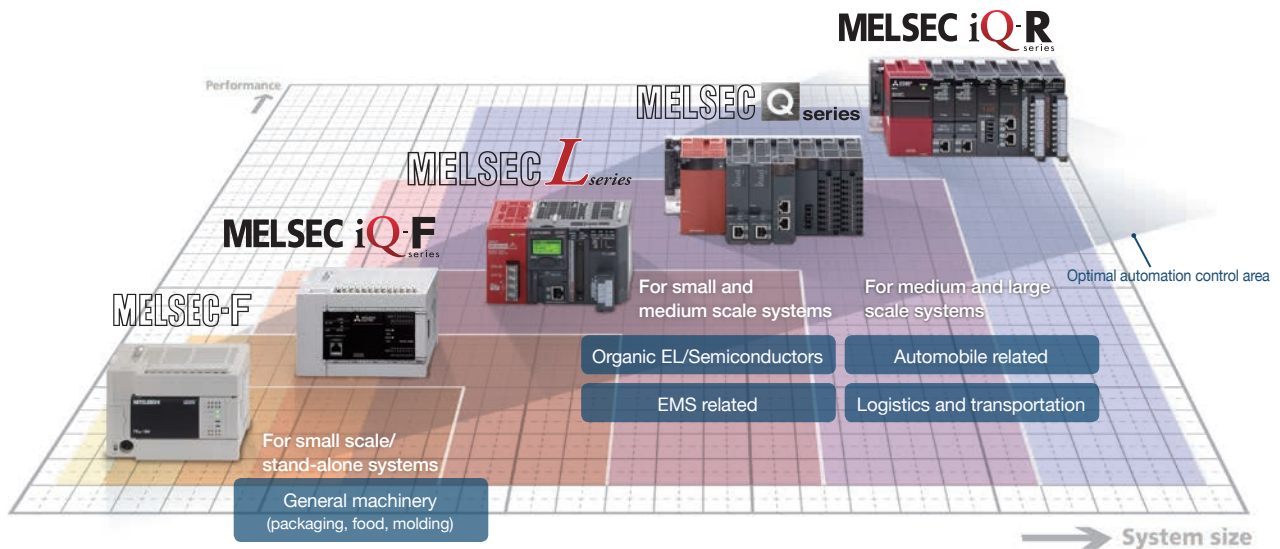 MELSEC iQ-R
series
Performance
MELSEC Q series
MELSEC L series
MELSEC iQ-F
series
Optimal automation control area
MELSEC-F
For small and
medium scale systems
For medium and large
scale systems
Organic EL/Semiconductors
Automobile related
EMS related
Logistics and transportation
MITSUBISHI
For small scale/
stand-alone systems
General machinery
(packaging, food, molding)
System size